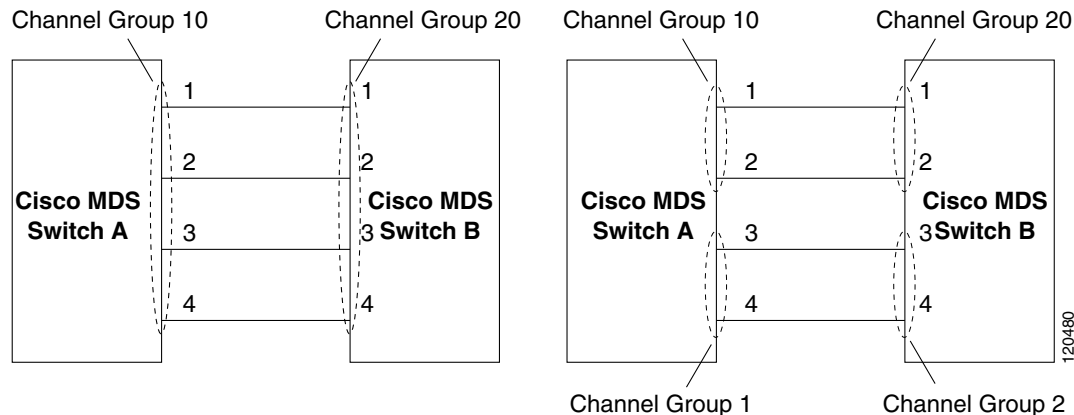 Channel Group 10
Channel Group 20
1
1
2
2
Cisco MDS
Switch A
Cisco MDS
Switch B
3
3
4
4
Channel Group 10
Channel Group 20
1
1
2
2
Cisco MDS
Switch A
Cisco MDS
Switch B
3
3
4
4
Channel Group 1
Channel Group 2
120480